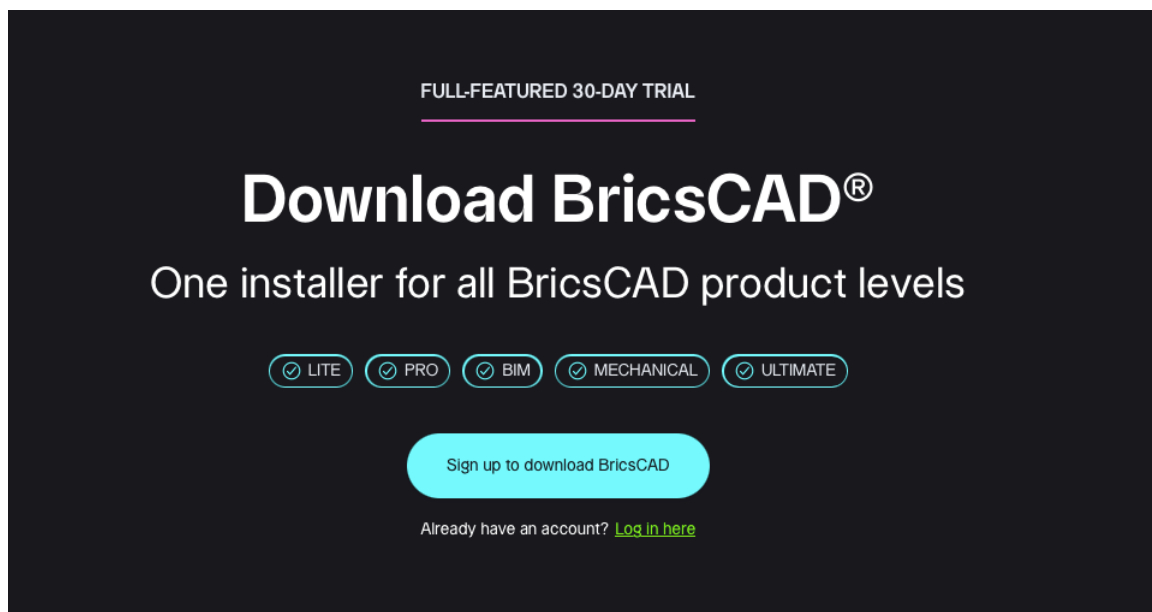 FULL-FEATURED 30-DAY TRIAL
Download BricsCAD®
One installer for all BricsCAD product levels
LITE PRO BIM MECHANICAL ULTIMATE
Sign up to download BricsCAD
Already have an account? Log in here